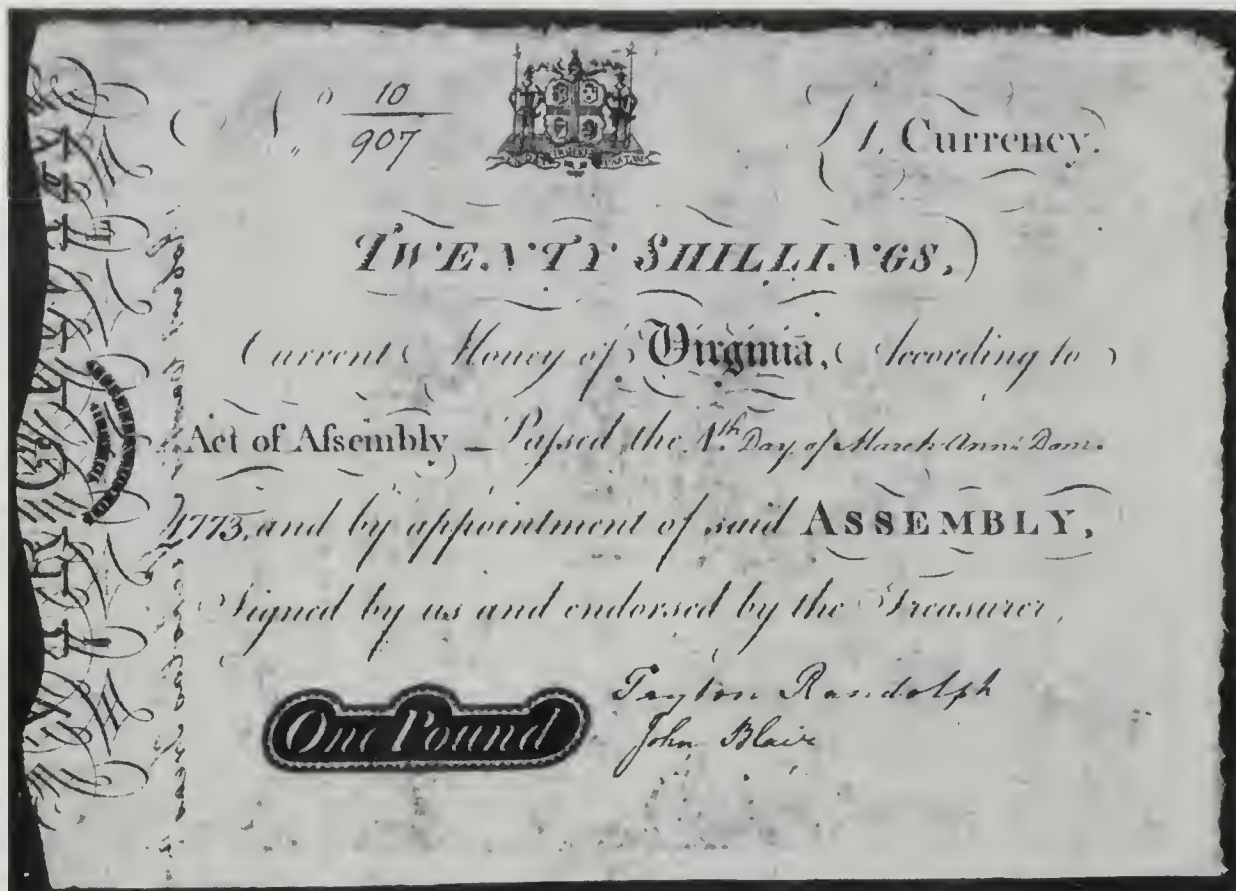 No 10
907
£1, Currency.
TWENTY SHILLINGS,
Current Money of Virginia, According to
Act of Aſsembly, — Paſsed the 4th. Day of March Anno Dom.
1773, and by appointment of said ASSEMBLY,
Signed by us and endorsed by the Treasurer,
Peyton Randolph
John Blair
One Pound